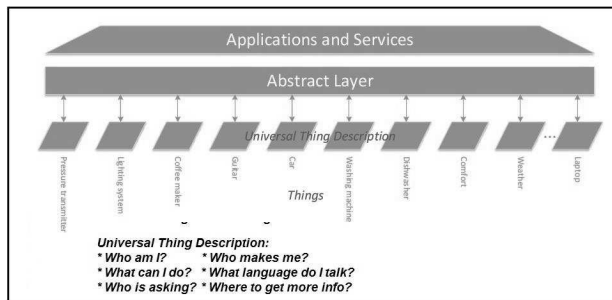 Applications and Services
Abstract Layer
Universal Thing Description
...
Pressure transmitter
Lighting system
Coffee maker
Guitar
Car
Washing machine
Dishwasher
Comfort
Weather
Laptop
Things
Universal Thing Description:
* Who am I? * Who makes me?
* What can I do? * What language do I talk?
* Who is asking? * Where to get more info?